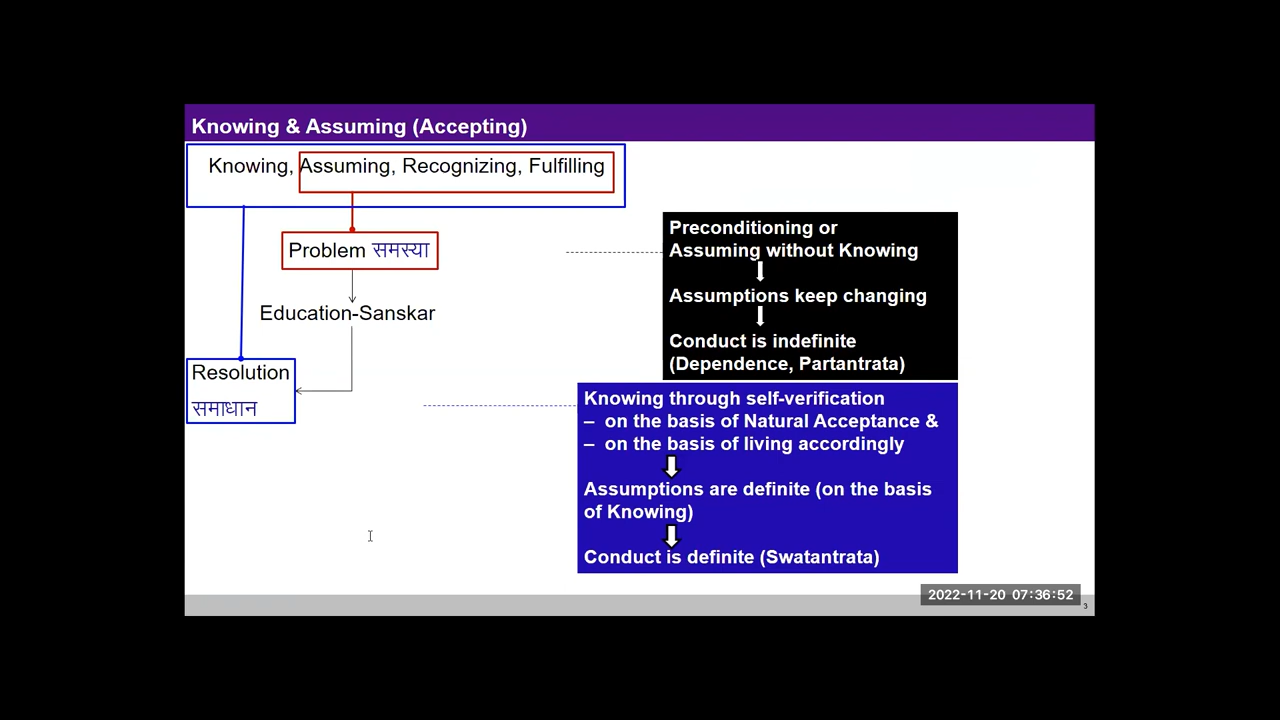 Knowing & Assuming (Accepting)
Knowing, Assuming, Recognizing, Fulfilling
Problem समस्या
Education-Sanskar
Resolution
समाधान
Preconditioning or
Assuming without Knowing
Assumptions keep changing
Conduct is indefinite
(Dependence, Partantrata)
Knowing through self-verification
– on the basis of Natural Acceptance &
– on the basis of living accordingly
Assumptions are definite (on the basis
of Knowing)
Conduct is definite (Swatantrata)
2022-11-20 07:36:52
3